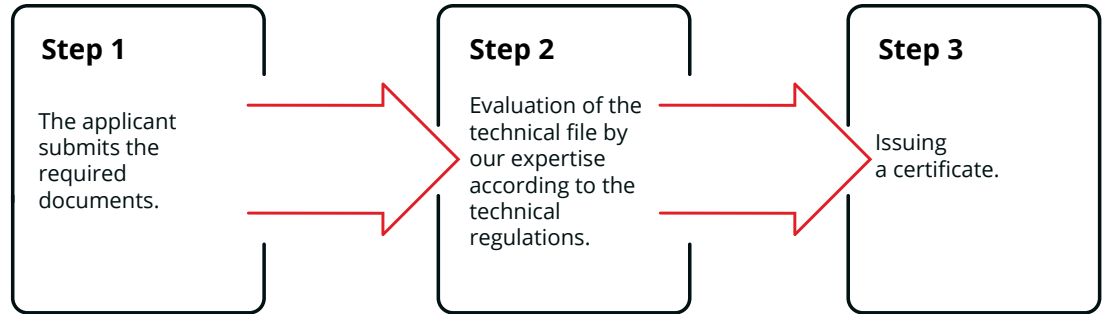 Step 1
The applicant
submits the
required
documents.
Step 2
Evaluation of the
technical file by
our expertise
according to the
technical
regulations.
Step 3
Issuing
a certificate.